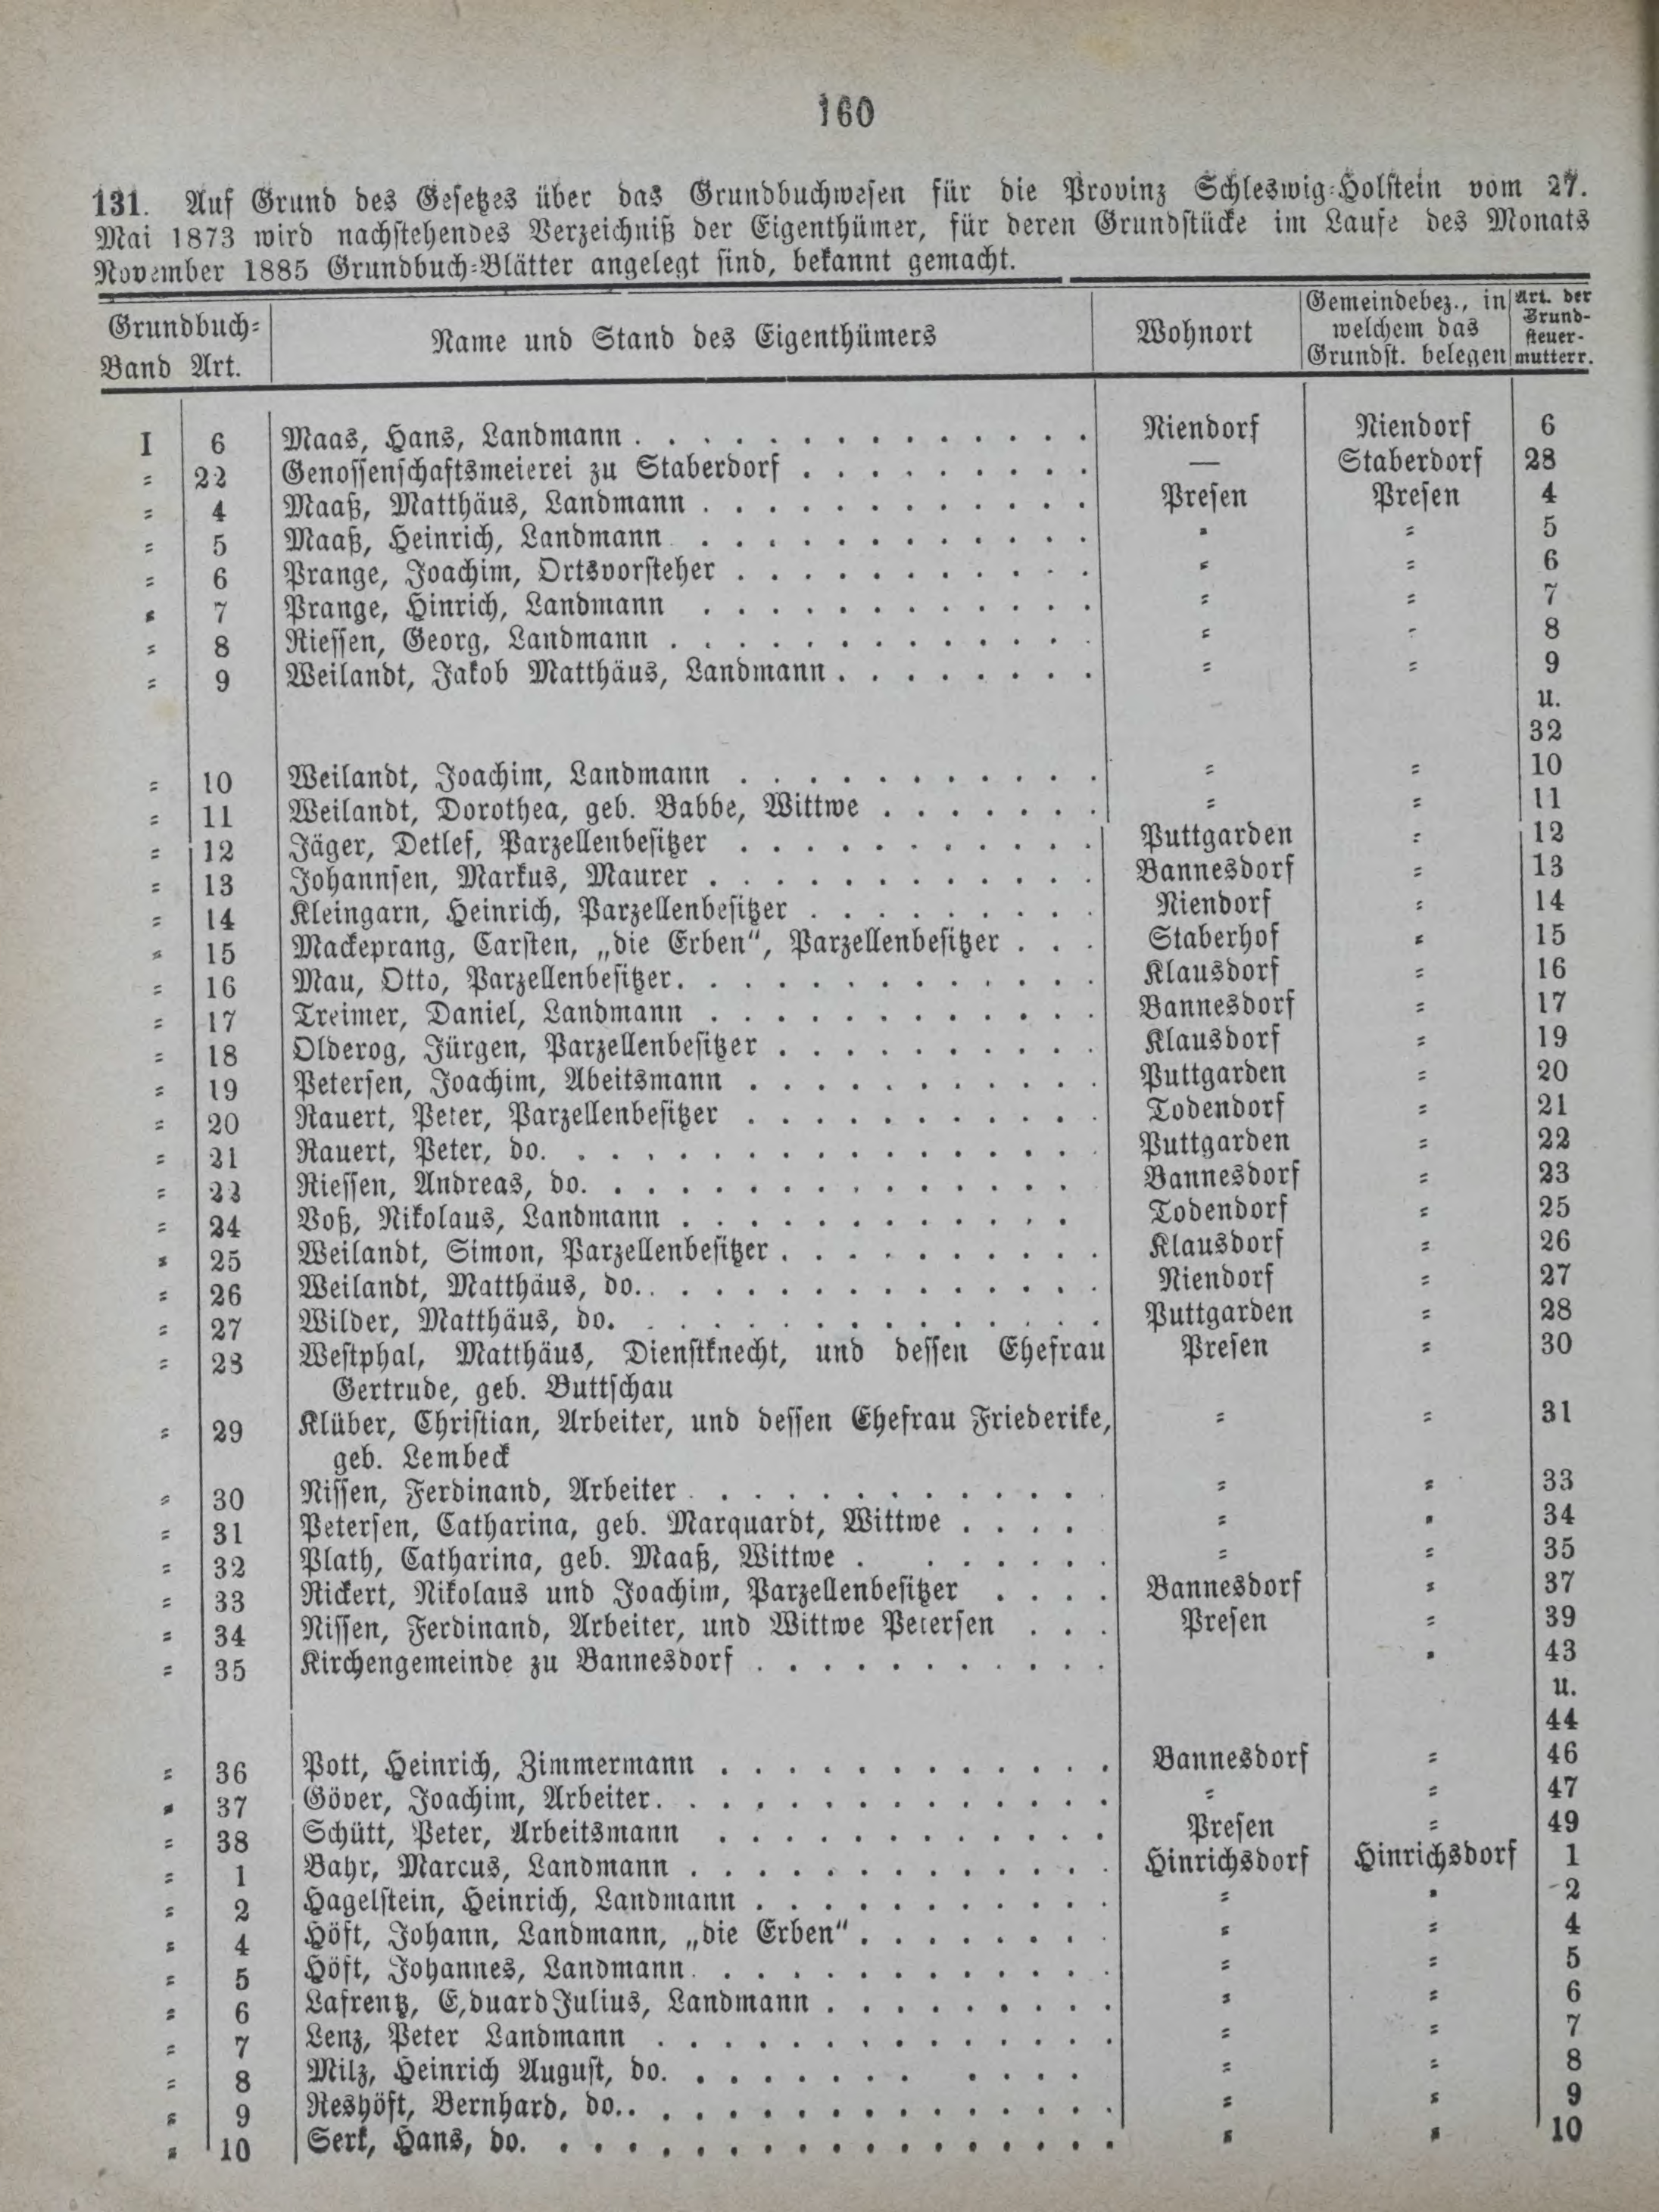 160
131. Auf Grund des Gesetzes über das Grundbuchwesen für die Provinz Schleswig-Holstein vom 27.
Mai 1873 wird nachstehendes Verzeichniß der Eigenthümer, für deren Grundstücke im Laufe des Monats
November 1885 Grundbuch-Blätter angelegt sind, bekannt gemacht.
Grundbuch- Band Art. Name und Stand des Eigenthümers Wohnort Gemeindebez., in welchem das Grundst. belegen Art. der Grund-steuer-mutterr.
I 6 Maas, Hans, Landmann . . . Niendorf Niendorf 6
= 22 Genossenschaftsmeierei zu Staberdorf . . . — Staberdorf 28
= 4 Maaß, Matthäus, Landmann . . . Presen Presen 4
= 5 Maaß, Heinrich, Landmann . . . = = 5
= 6 Prange, Joachim, Ortsvorsteher . . . = = 6
= 7 Prange, Hinrich, Landmann . . . = = 7
= 8 Riessen, Georg, Landmann . . . = = 8
= 9 Weilandt, Jakob Matthäus, Landmann . . . = = 9
u.
32
= 10 Weilandt, Joachim, Landmann . . . = = 10
= 11 Weilandt, Dorothea, geb. Babbe, Wittwe . . . = = 11
= 12 Jäger, Detlef, Parzellenbesitzer . . . Puttgarden = 12
= 13 Johannsen, Markus, Maurer . . . Bannesdorf = 13
= 14 Kleingarn, Heinrich, Parzellenbesitzer . . . Niendorf = 14
= 15 Mackeprang, Carsten, „die Erben“, Parzellenbesitzer . . . Staberhof = 15
= 16 Mau, Otto, Parzellenbesitzer . . . Klausdorf = 16
= 17 Treimer, Daniel, Landmann . . . Bannesdorf = 17
= 18 Olderog, Jürgen, Parzellenbesitzer . . . Klausdorf = 19
= 19 Petersen, Joachim, Abeitsmann . . . Puttgarden = 20
= 20 Rauert, Peter, Parzellenbesitzer . . . Todendorf = 21
= 21 Rauert, Peter, do. . . . Puttgarden = 22
= 23 Riessen, Andreas, do. . . . Bannesdorf = 23
= 24 Voß, Nikolaus, Landmann . . . Todendorf = 25
= 25 Weilandt, Simon, Parzellenbesitzer . . . Klausdorf = 26
= 26 Weilandt, Matthäus, do. . . . Niendorf = 27
= 27 Wilder, Matthäus, do. . . . Puttgarden = 28
= 28 Westphal, Matthäus, Dienstknecht, und dessen Ehefrau Presen = 30
Gertrude, geb. Buttschau
= 29 Klüber, Christian, Arbeiter, und dessen Ehefrau Friederike, = = 31
geb. Lembeck
= 30 Nissen, Ferdinand, Arbeiter . . . = = 33
= 31 Petersen, Catharina, geb. Marquardt, Wittwe . . . = = 34
= 32 Plath, Catharina, geb. Maaß, Wittwe . . . = = 35
= 33 Rickert, Nikolaus und Joachim, Parzellenbesitzer . . . Bannesdorf = 37
= 34 Nissen, Ferdinand, Arbeiter, und Wittwe Petersen . . . Presen = 39
= 35 Kirchengemeinde zu Bannesdorf . . . = 43
u.
44
= 36 Pott, Heinrich, Zimmermann . . . Bannesdorf = 46
= 37 Göver, Joachim, Arbeiter . . . = = 47
= 38 Schütt, Peter, Arbeitsmann . . . Presen = 49
= 1 Bahr, Marcus, Landmann . . . Hinrichsdorf Hinrichsdorf 1
= 2 Hagelstein, Heinrich, Landmann . . . = = 2
= 4 Höft, Johann, Landmann, „die Erben“ . . . = = 4
= 5 Höft, Johannes, Landmann . . . = = 5
= 6 Lafrentz, E,duard Julius, Landmann . . . = = 6
= 7 Lenz, Peter Landmann . . . = = 7
= 8 Milz, Heinrich August, do. . . . = = 8
= 9 Reshöft, Bernhard, do. . . . = = 9
= 10 Serk, Hans, do. . . . = = 10